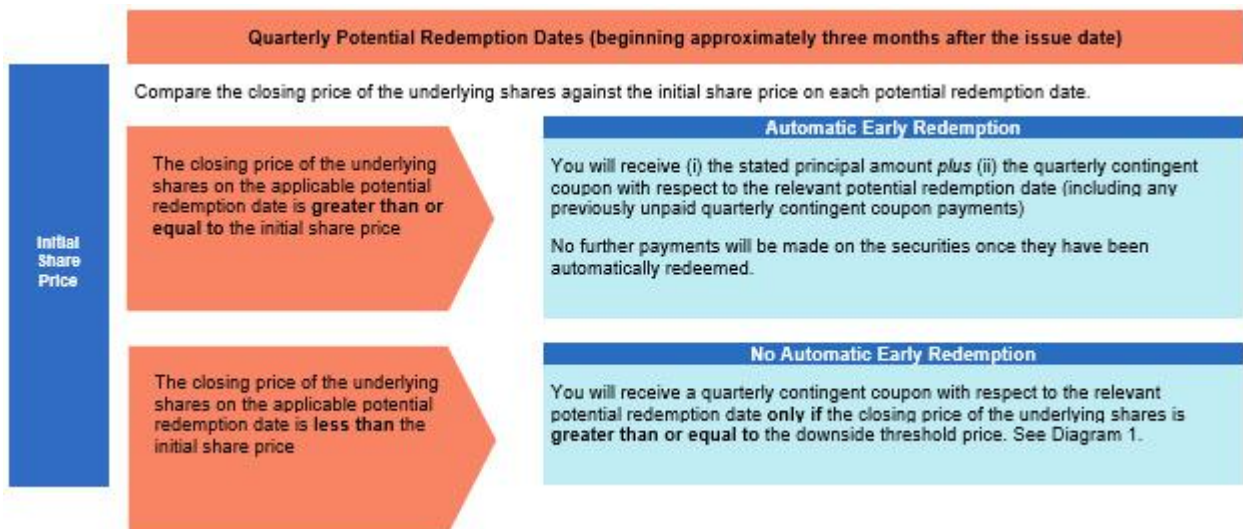 Quarterly Potential Redemption Dates (beginning approximately three months after the issue date)
Compare the closing price of the underlying shares against the initial share price on each potential redemption date.
Initial
Share
Price
The closing price of the underlying
shares on the applicable potential
redemption date is greater than or
equal to the initial share price
Automatic Early Redemption
You will receive (i) the stated principal amount plus (ii) the quarterly contingent
coupon with respect to the relevant potential redemption date (including any
previously unpaid quarterly contingent coupon payments)
No further payments will be made on the securities once they have been
automatically redeemed.
The closing price of the underlying
shares on the applicable potential
redemption date is less than the
initial share price
No Automatic Early Redemption
You will receive a quarterly contingent coupon with respect to the relevant
potential redemption date only if the closing price of the underlying shares is
greater than or equal to the downside threshold price. See Diagram 1.